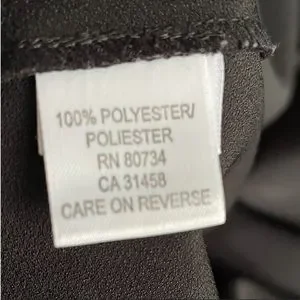 100% POLYESTER/
POLIESTER
RN 80734
CA 31458
CARE ON REVERSE